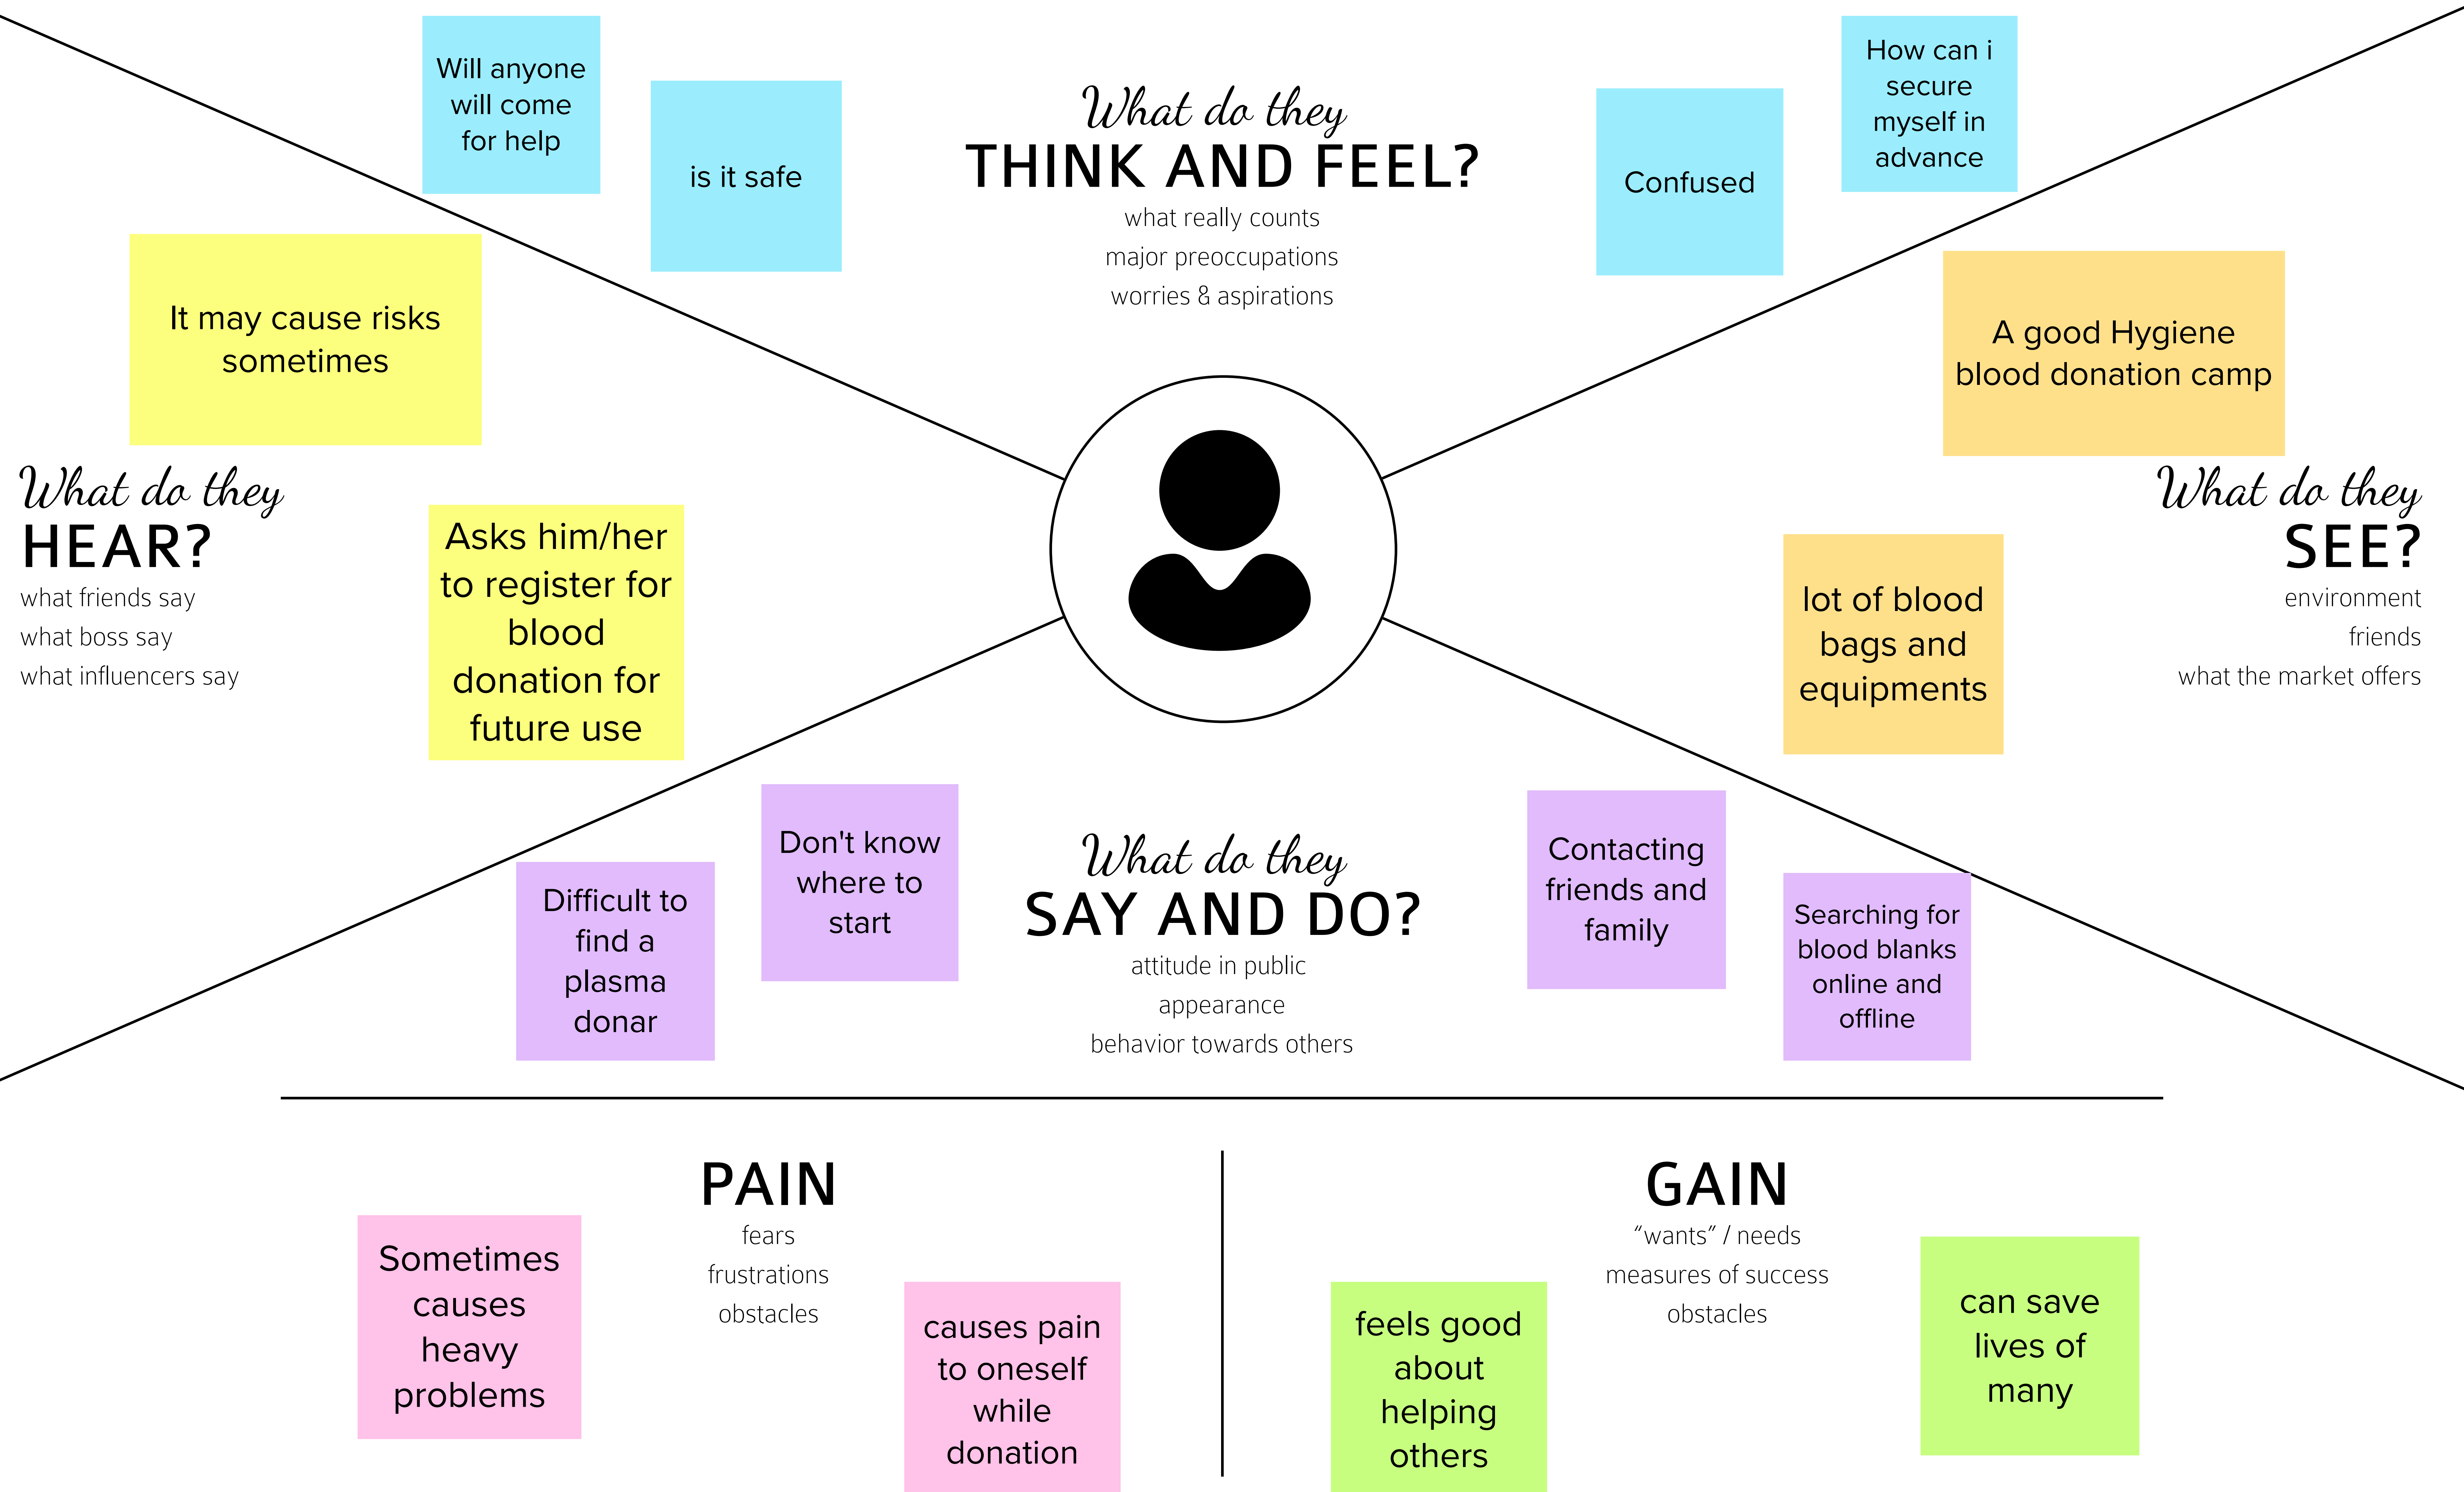 Will anyone
will come
for help
is it safe
What do they
THINK AND FEEL?
what really counts
major preoccupations
worries & aspirations
Confused
How can i
secure
myself in
advance
It may cause risks
sometimes
What do they
HEAR?
what friends say
what boss say
what influencers say
Asks him/her
to register for
blood
donation for
future use
A good Hygiene
blood donation camp
What do they
SEE?
environment
friends
what the market offers
lot of blood
bags and
equipments
Difficult to
find a
plasma
donar
Don't know
where to
start
What do they
SAY AND DO?
attitude in public
appearance
behavior towards others
Contacting
friends and
family
Searching for
blood blanks
online and
offline
PAIN
fears
frustrations
obstacles
Sometimes
causes
heavy
problems
causes pain
to oneself
while
donation
GAIN
“wants” / needs
measures of success
obstacles
feels good
about
helping
others
can save
lives of
many